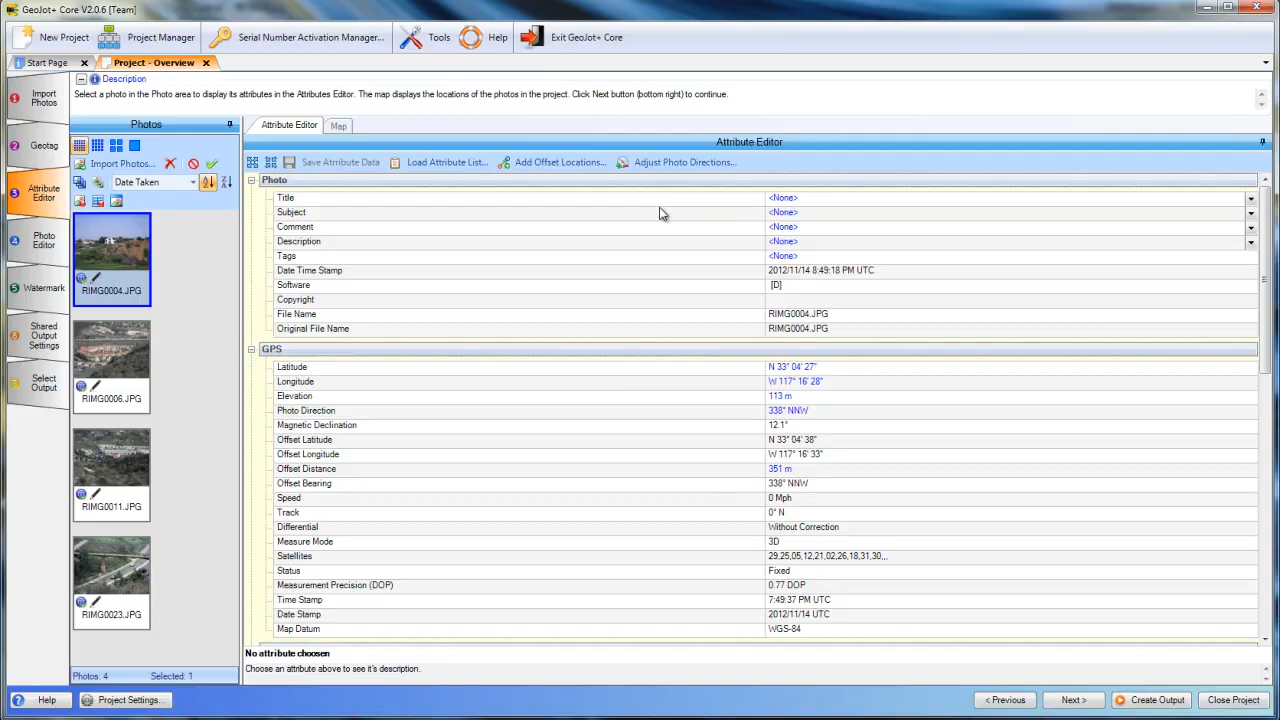 GeoJot+ Core V2.0.6 [Team]
New Project
Project Manager
Serial Number Activation Manager...
Tools
Help
Exit GeoJot+ Core
Start Page
Project - Overview
Description
Select a photo in the Photo area to display its attributes in the Attributes Editor. The map displays the locations of the photos in the project. Click Next button (bottom right) to continue.
1 Import Photos
2 Geotag
3 Attribute Editor
4 Photo Editor
5 Watermark
6 Shared Output Settings
7 Select Output
Photos
Import Photos...
Date Taken
RIMG0004.JPG
RIMG0006.JPG
RIMG0011.JPG
RIMG0023.JPG
Photos: 4 Selected: 1
Attribute Editor
Map
Attribute Editor
Save Attribute Data
Load Attribute List...
Add Offset Locations...
Adjust Photo Directions...
Photo
Title <None>
Subject <None>
Comment <None>
Description <None>
Tags <None>
Date Time Stamp 2012/11/14 8:49:18 PM UTC
Software [D]
Copyright
File Name RIMG0004.JPG
Original File Name RIMG0004.JPG
GPS
Latitude N 33° 04' 27"
Longitude W 117° 16' 28"
Elevation 113 m
Photo Direction 338° NNW
Magnetic Declination 12.1°
Offset Latitude N 33° 04' 38"
Offset Longitude W 117° 16' 33"
Offset Distance 351 m
Offset Bearing 338° NNW
Speed 0 Mph
Track 0° N
Differential Without Correction
Measure Mode 3D
Satellites 29,25,05,12,21,02,26,18,31,30...
Status Fixed
Measurement Precision (DOP) 0.77 DOP
Time Stamp 7:49:37 PM UTC
Date Stamp 2012/11/14 UTC
Map Datum WGS-84
No attribute choosen
Choose an attribute above to see it's description.
Help
Project Settings...
< Previous
Next >
Create Output
Close Project